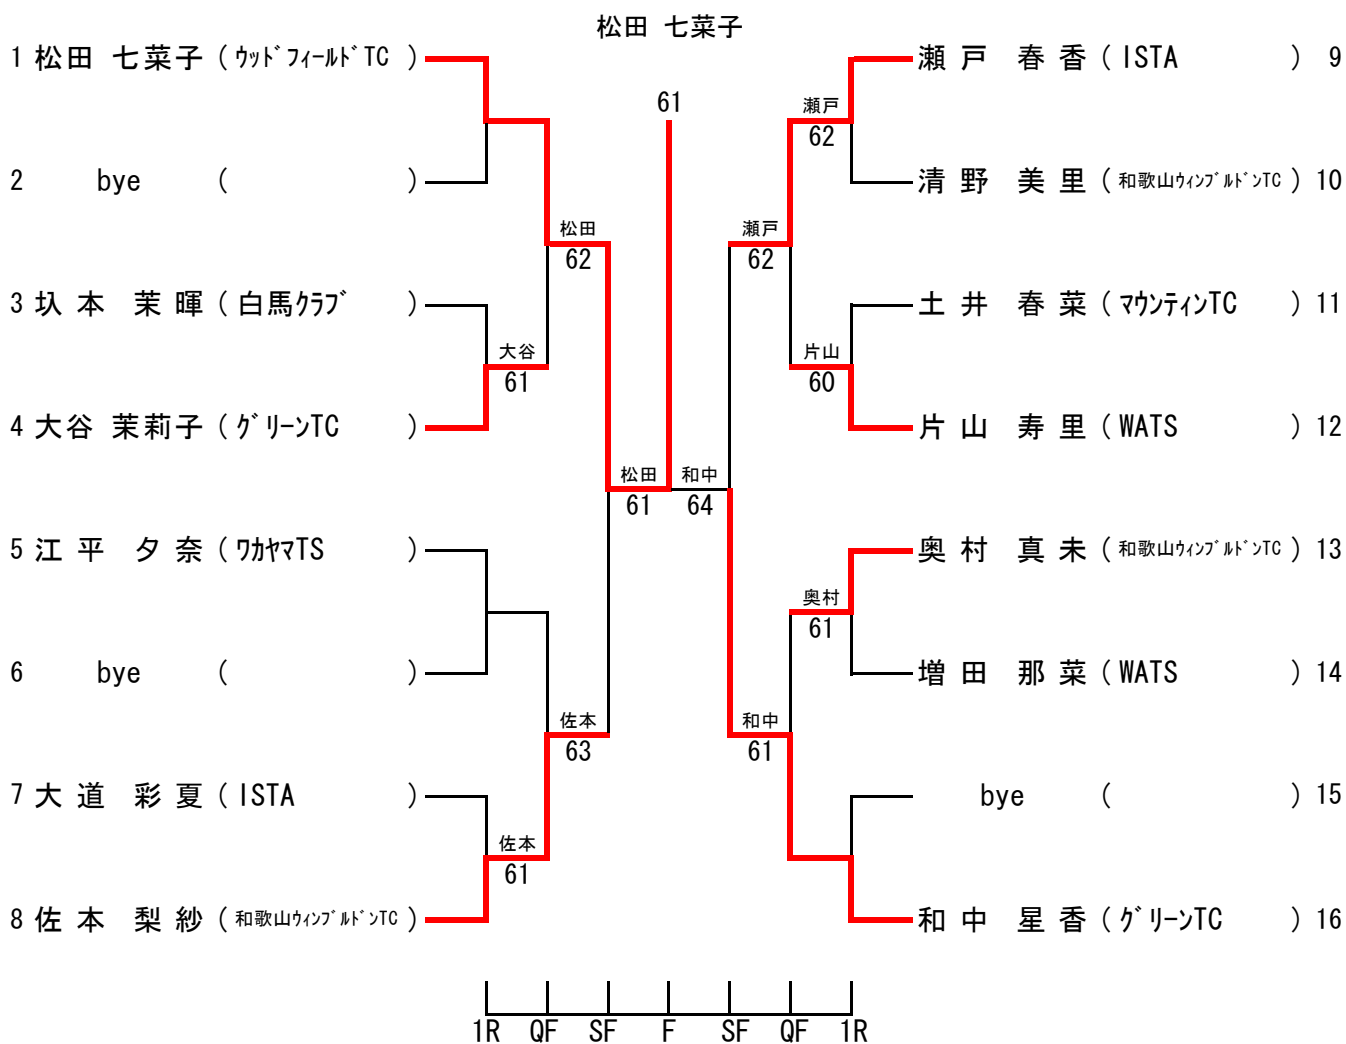 松田 七菜子
1 松田 七菜子 ( ｳｯﾄﾞﾌｨｰﾙﾄﾞTC )
2 bye ( )
3 圦本 茉暉 ( 白馬ｸﾗﾌﾞ )
4 大谷 茉莉子 ( ｸﾞﾘｰﾝTC )
5 江平 夕奈 ( ﾜｶﾔﾏTS )
6 bye ( )
7 大道 彩夏 ( ISTA )
8 佐本 梨紗 ( 和歌山ｳｨﾝﾌﾞﾙﾄﾞﾝTC )
大谷
61
佐本
61
松田
62
佐本
63
松田
61
61
和中
64
瀬戸
62
和中
61
瀬戸
62
片山
60
奥村
61
瀬戸 春香 ( ISTA ) 9
清野 美里 ( 和歌山ｳｨﾝﾌﾞﾙﾄﾞﾝTC ) 10
土井 春菜 ( ﾏｳﾝﾃｨﾝTC ) 11
片山 寿里 ( WATS ) 12
奥村 真未 ( 和歌山ｳｨﾝﾌﾞﾙﾄﾞﾝTC ) 13
増田 那菜 ( WATS ) 14
bye ( ) 15
和中 星香 ( ｸﾞﾘｰﾝTC ) 16
1R QF SF F SF QF 1R